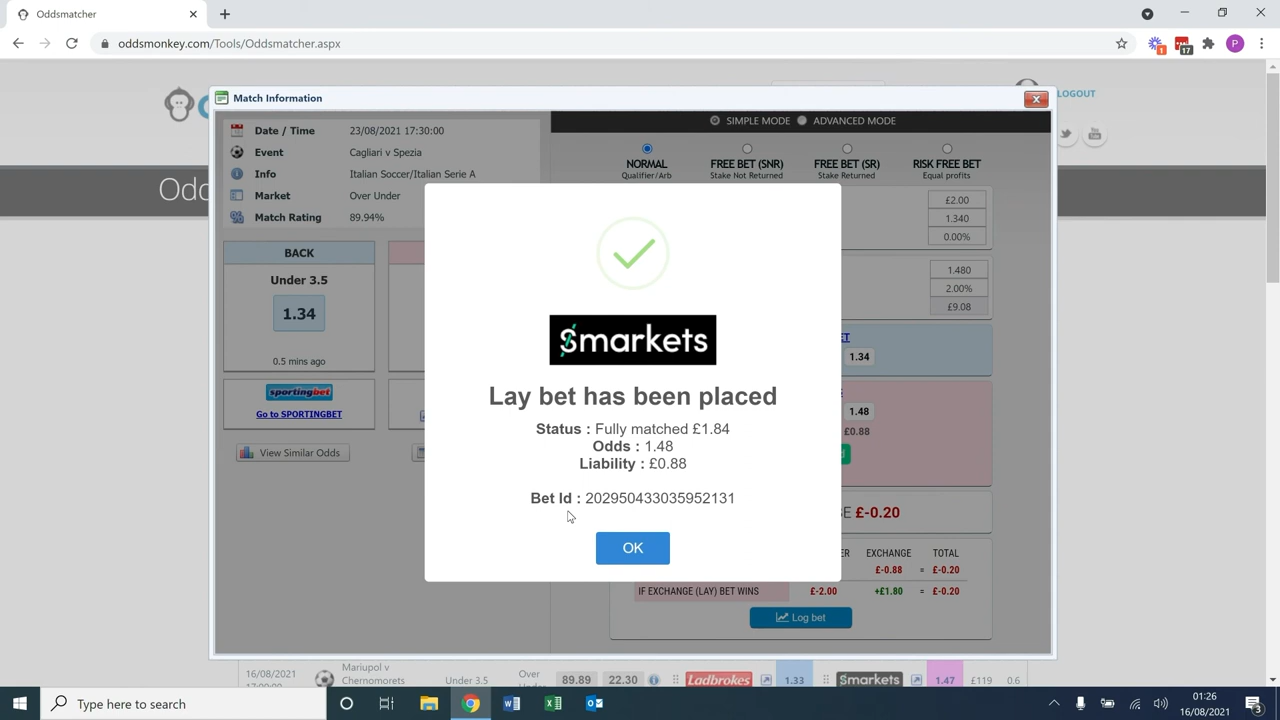 Oddsmatcher
oddsmonkey.com/Tools/Oddsmatcher.aspx
1
17
P
LOGOUT
Match Information
SIMPLE MODE ADVANCED MODE
Date / Time 23/08/2021 17:30:00
Event Cagliari v Spezia
Info Italian Soccer/Italian Serie A
Market Over Under
Match Rating 89.94%
NORMAL
Qualifier/Arb
FREE BET (SNR)
Stake Not Returned
FREE BET (SR)
Stake Returned
RISK FREE BET
Equal profits
£2.00
1.340
0.00%
BACK
Under 3.5
1.34
0.5 mins ago
sportingbet
Go to SPORTINGBET
View Similar Odds
1.480
2.00%
£9.08
1.34
1.48
£0.88
Smarkets
Lay bet has been placed
Status : Fully matched £1.84
Odds : 1.48
Liability : £0.88
Bet Id : 202950433035952131
OK
£-0.20
EXCHANGE TOTAL
£-0.88 = £-0.20
IF EXCHANGE (LAY) BET WINS £-2.00 +£1.80 = £-0.20
Log bet
16/08/2021
Mariupol v
Chernomorets
Under 3.5
Over
89.89 22.30
Ladbrokes
1.33
Smarkets
1.47
£119 0.6
Type here to search
01:26
16/08/2021
3